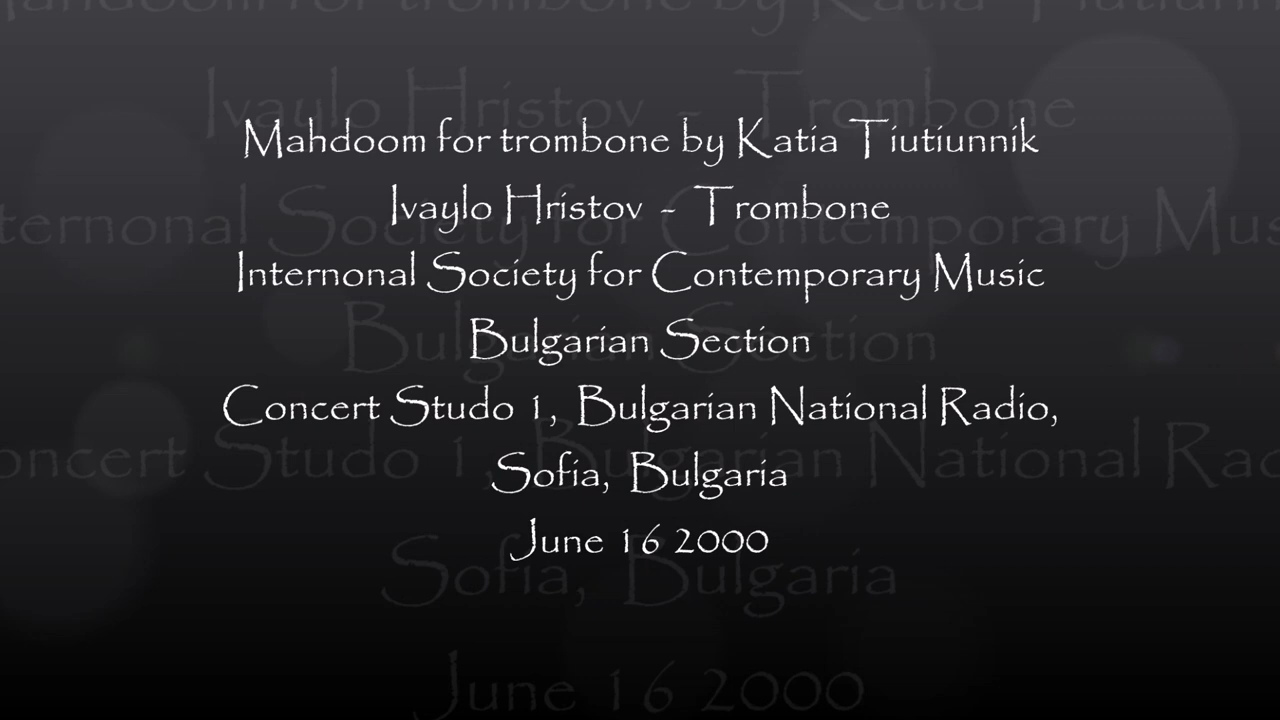 Mahdoom for trombone by Katia Tiutiunnik
Ivaylo Hristov - Trombone
Internonal Society for Contemporary Music
Bulgarian Section
Concert Studo 1, Bulgarian National Radio,
Sofia, Bulgaria
June 16 2000